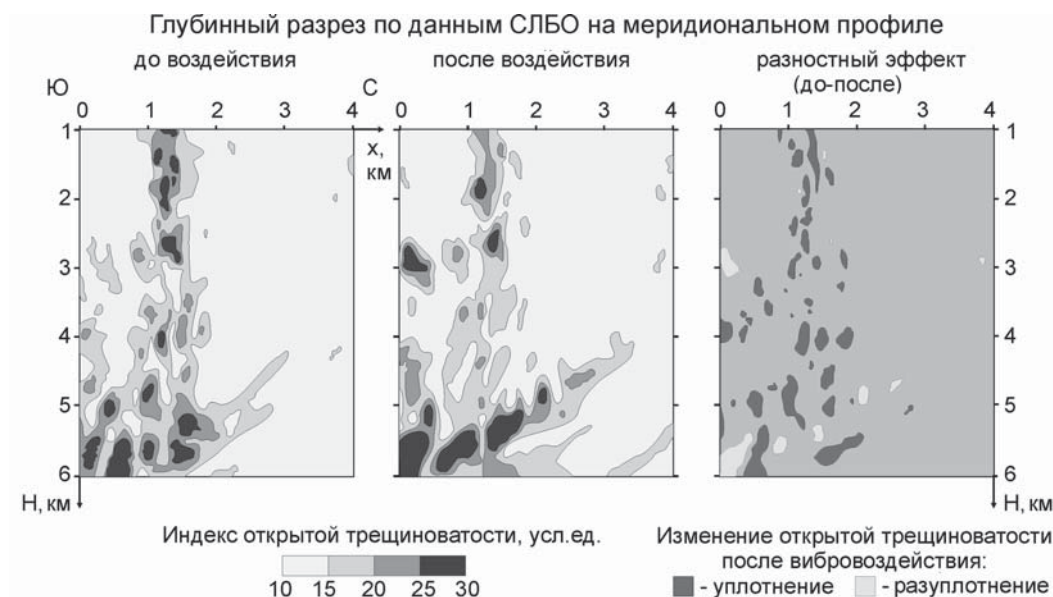 Глубинный разрез по данным СЛБО на меридиональном профиле
до воздействия
после воздействия
разностный эффект
(до-после)
Ю
С
0 1 2 3 4
0 1 2 3 4
0 1 2 3 4
х,
км
1
2
3
4
5
6
1
2
3
4
5
6
Н, км
Н, км
Индекс открытой трещиноватости, усл.ед.
10 15 20 25 30
Изменение открытой трещиноватости
после вибровоздействия:
- уплотнение
- разуплотнение